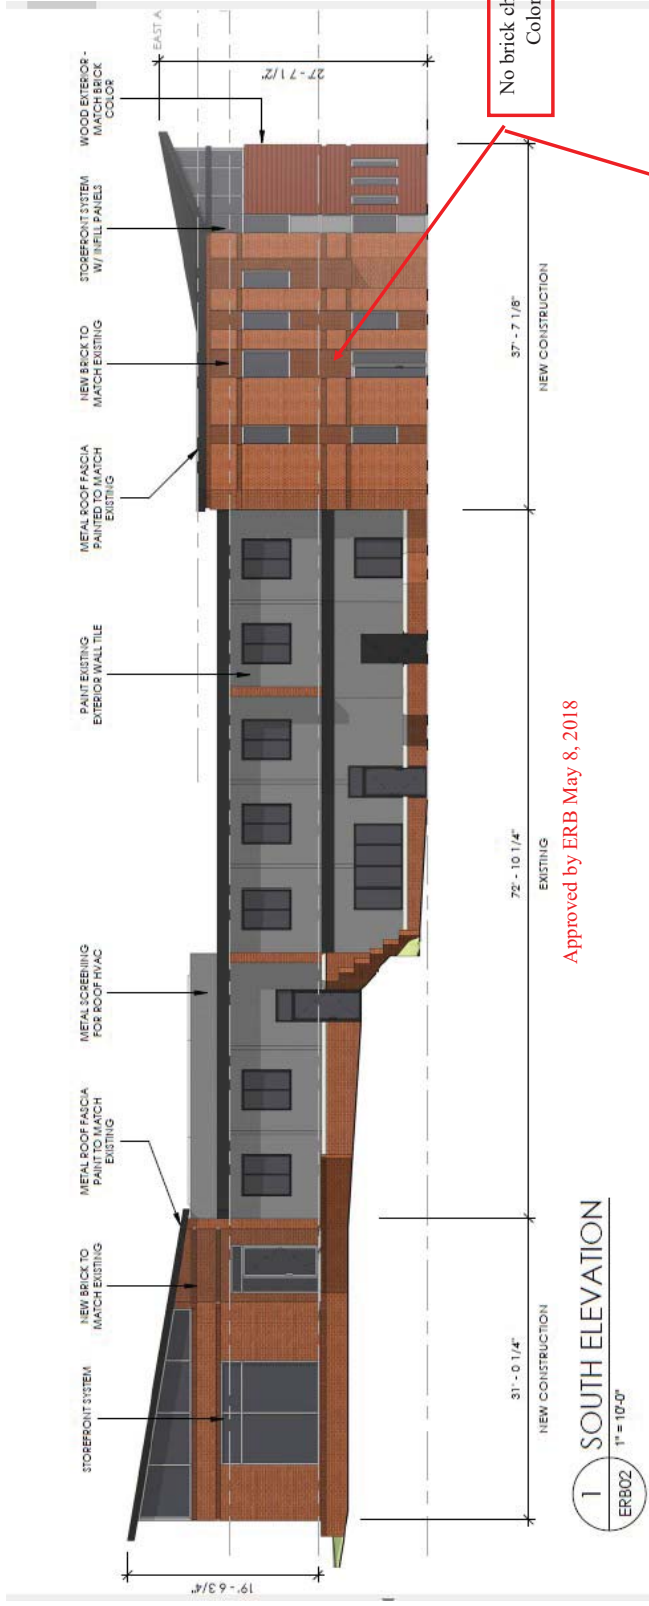 EAST A
27' - 7 1/2"
WOOD EXTERIOR -
MATCH BRICK
COLOR
STOREFRONT SYSTEM
W/ INFILL PANELS
NEW BRICK TO
MATCH EXISTING
METAL ROOF FASCIA
PAINTED TO MATCH
EXISTING
PAINT EXISTING
EXTERIOR WALL TILE
METAL SCREENING
FOR ROOF HVAC
METAL ROOF FASCIA
PAINT TO MATCH
EXISTING
NEW BRICK TO
MATCH EXISTING
STOREFRONT SYSTEM
19' - 6 3/4"
No brick ch
Color
37' - 7 1/8"
NEW CONSTRUCTION
72' - 10 1/4"
EXISTING
31' - 0 1/4"
NEW CONSTRUCTION
Approved by ERB May 8, 2018
1
ERB02
SOUTH ELEVATION
1" = 10'-0"